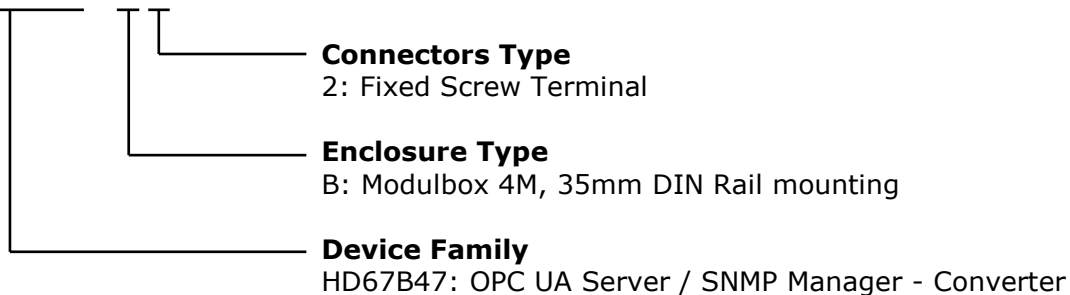 Connectors Type
2: Fixed Screw Terminal
Enclosure Type
B: Modulbox 4M, 35mm DIN Rail mounting
Device Family
HD67B47: OPC UA Server / SNMP Manager - Converter